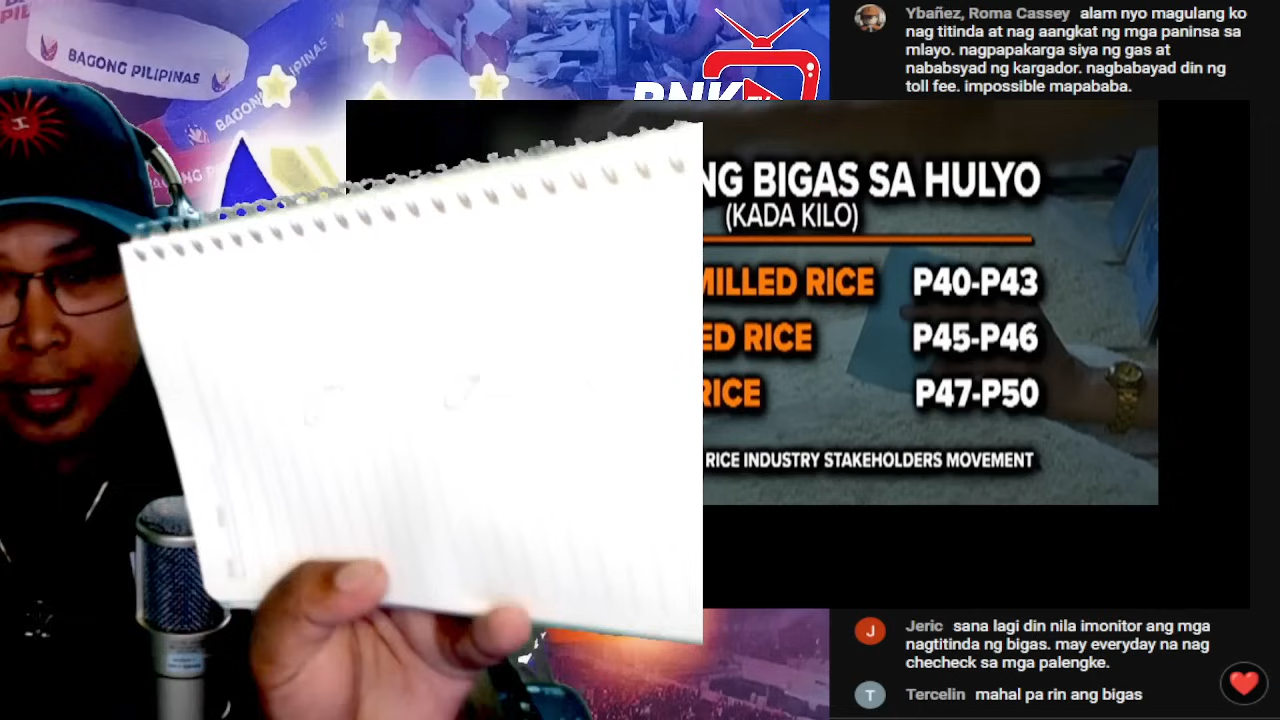 BAGONG PILIPINAS
Ybañez, Roma Cassey alam nyo magulang ko
nag titinda at nag aangkat ng mga paninsa sa
mlayo. nagpapakarga siya ng gas at
nababsyad ng kargador. nagbabayad din ng
toll fee. impossible mapababa.
NG BIGAS SA HULYO
(KADA KILO)
MILLED RICE P40-P43
ED RICE P45-P46
RICE P47-P50
RICE INDUSTRY STAKEHOLDERS MOVEMENT
J
Jeric sana lagi din nila imonitor ang mga
nagtitinda ng bigas. may everyday na nag
checheck sa mga palengke.
T
Tercelin mahal pa rin ang bigas